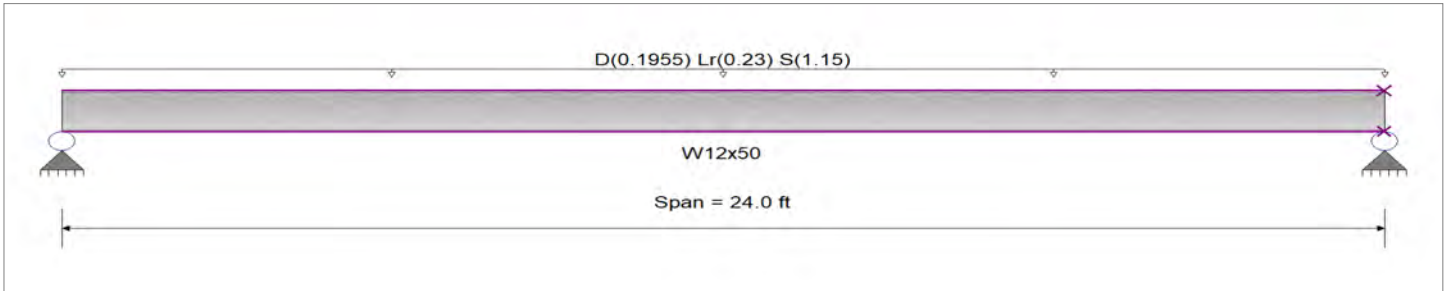 D(0.1955) Lr(0.23) S(1.15)
W12x50
Span = 24.0 ft